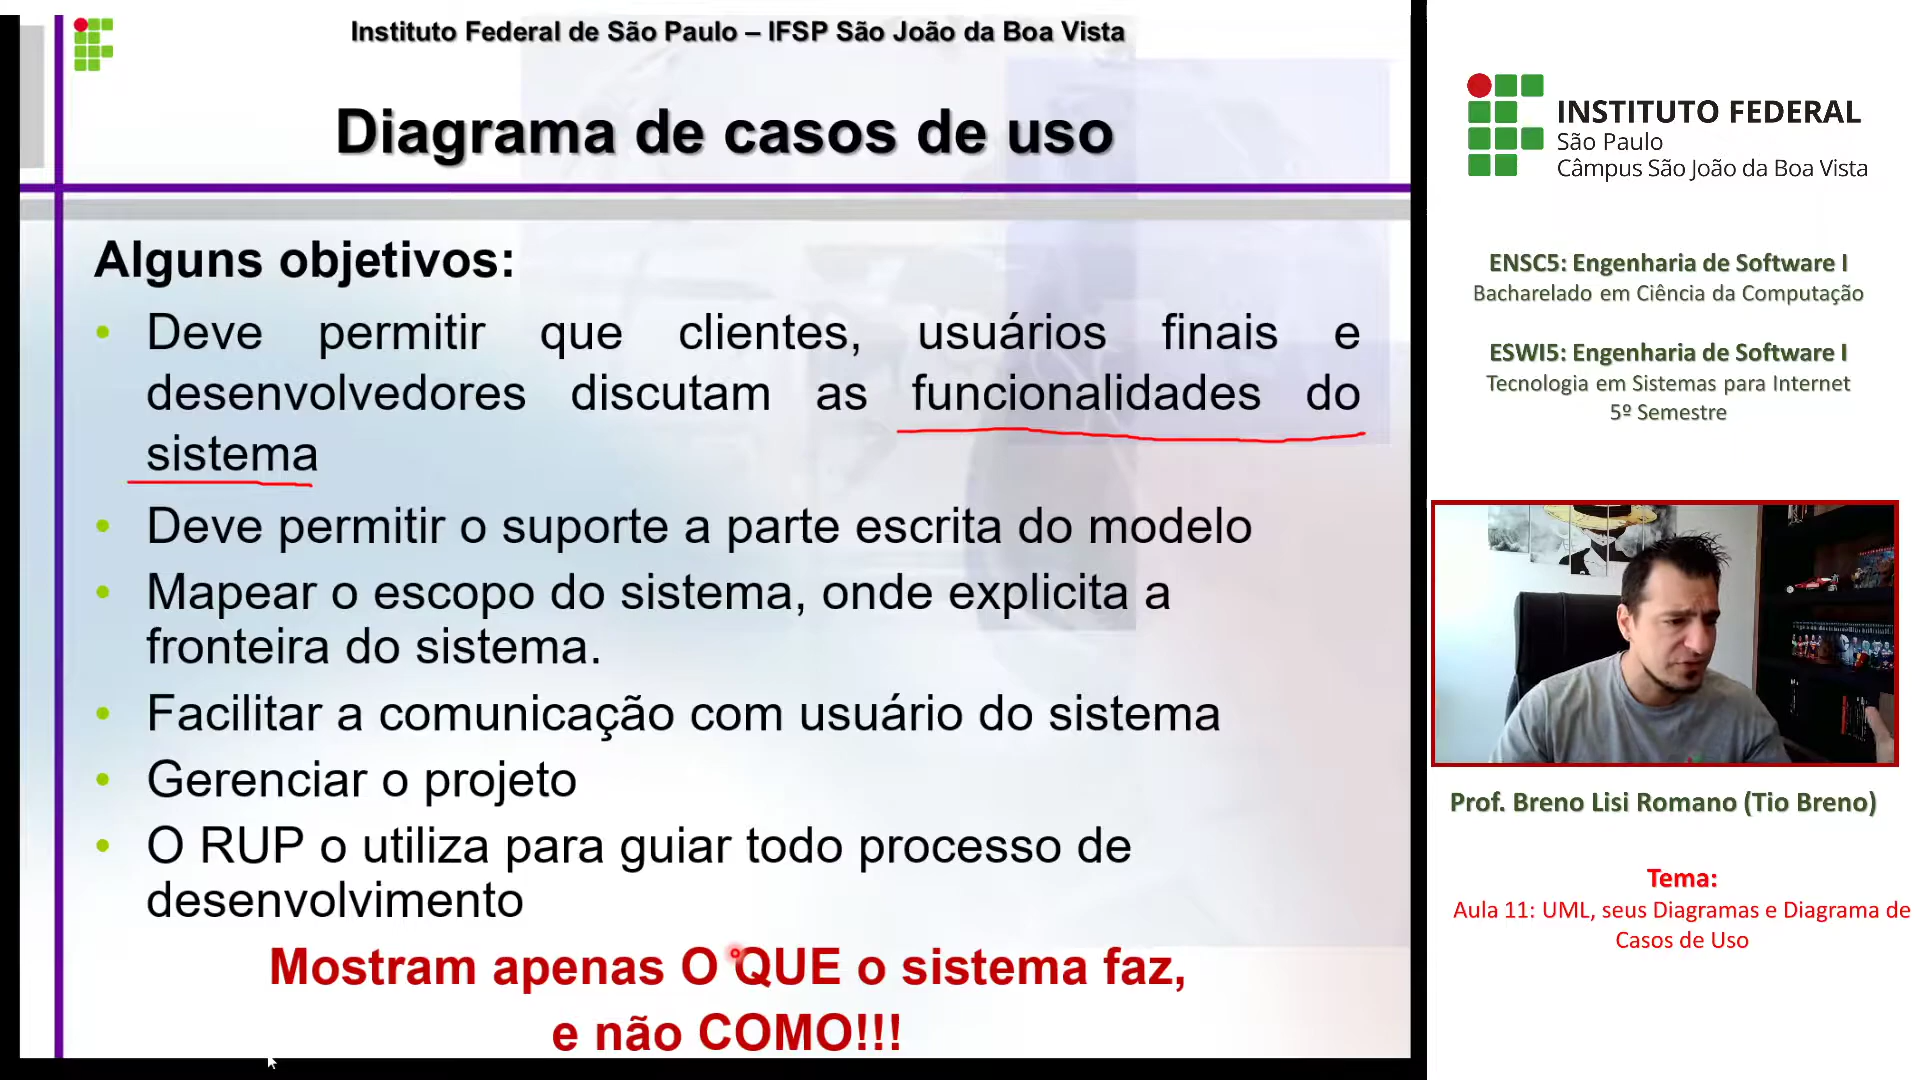 Instituto Federal de São Paulo – IFSP São João da Boa Vista
Diagrama de casos de uso
Alguns objetivos:
• Deve permitir que clientes, usuários finais e
desenvolvedores discutam as funcionalidades do
sistema
• Deve permitir o suporte a parte escrita do modelo
• Mapear o escopo do sistema, onde explicita a
fronteira do sistema.
• Facilitar a comunicação com usuário do sistema
• Gerenciar o projeto
• O RUP o utiliza para guiar todo processo de
desenvolvimento
Mostram apenas O QUE o sistema faz,
e não COMO!!!
INSTITUTO FEDERAL
São Paulo
Câmpus São João da Boa Vista
ENSC5: Engenharia de Software I
Bacharelado em Ciência da Computação
ESWI5: Engenharia de Software I
Tecnologia em Sistemas para Internet
5º Semestre
Prof. Breno Lisi Romano (Tio Breno)
Tema:
Aula 11: UML, seus Diagramas e Diagrama de
Casos de Uso